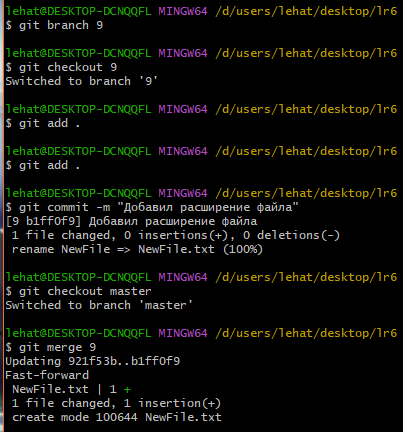 lehat@DESKTOP-DCNQQFL MINGW64 /d/users/lehat/desktop/lr6
$ git branch 9
lehat@DESKTOP-DCNQQFL MINGW64 /d/users/lehat/desktop/lr6
$ git checkout 9
Switched to branch '9'
lehat@DESKTOP-DCNQQFL MINGW64 /d/users/lehat/desktop/lr6
$ git add .
lehat@DESKTOP-DCNQQFL MINGW64 /d/users/lehat/desktop/lr6
$ git add .
lehat@DESKTOP-DCNQQFL MINGW64 /d/users/lehat/desktop/lr6
$ git commit -m "Добавил расширение файла"
[9 b1ff0f9] Добавил расширение файла
1 file changed, 0 insertions(+), 0 deletions(-)
rename NewFile => NewFile.txt (100%)
lehat@DESKTOP-DCNQQFL MINGW64 /d/users/lehat/desktop/lr6
$ git checkout master
Switched to branch 'master'
lehat@DESKTOP-DCNQQFL MINGW64 /d/users/lehat/desktop/lr6
$ git merge 9
Updating 921f53b..b1ff0f9
Fast-forward
NewFile.txt | 1 +
1 file changed, 1 insertion(+)
create mode 100644 NewFile.txt